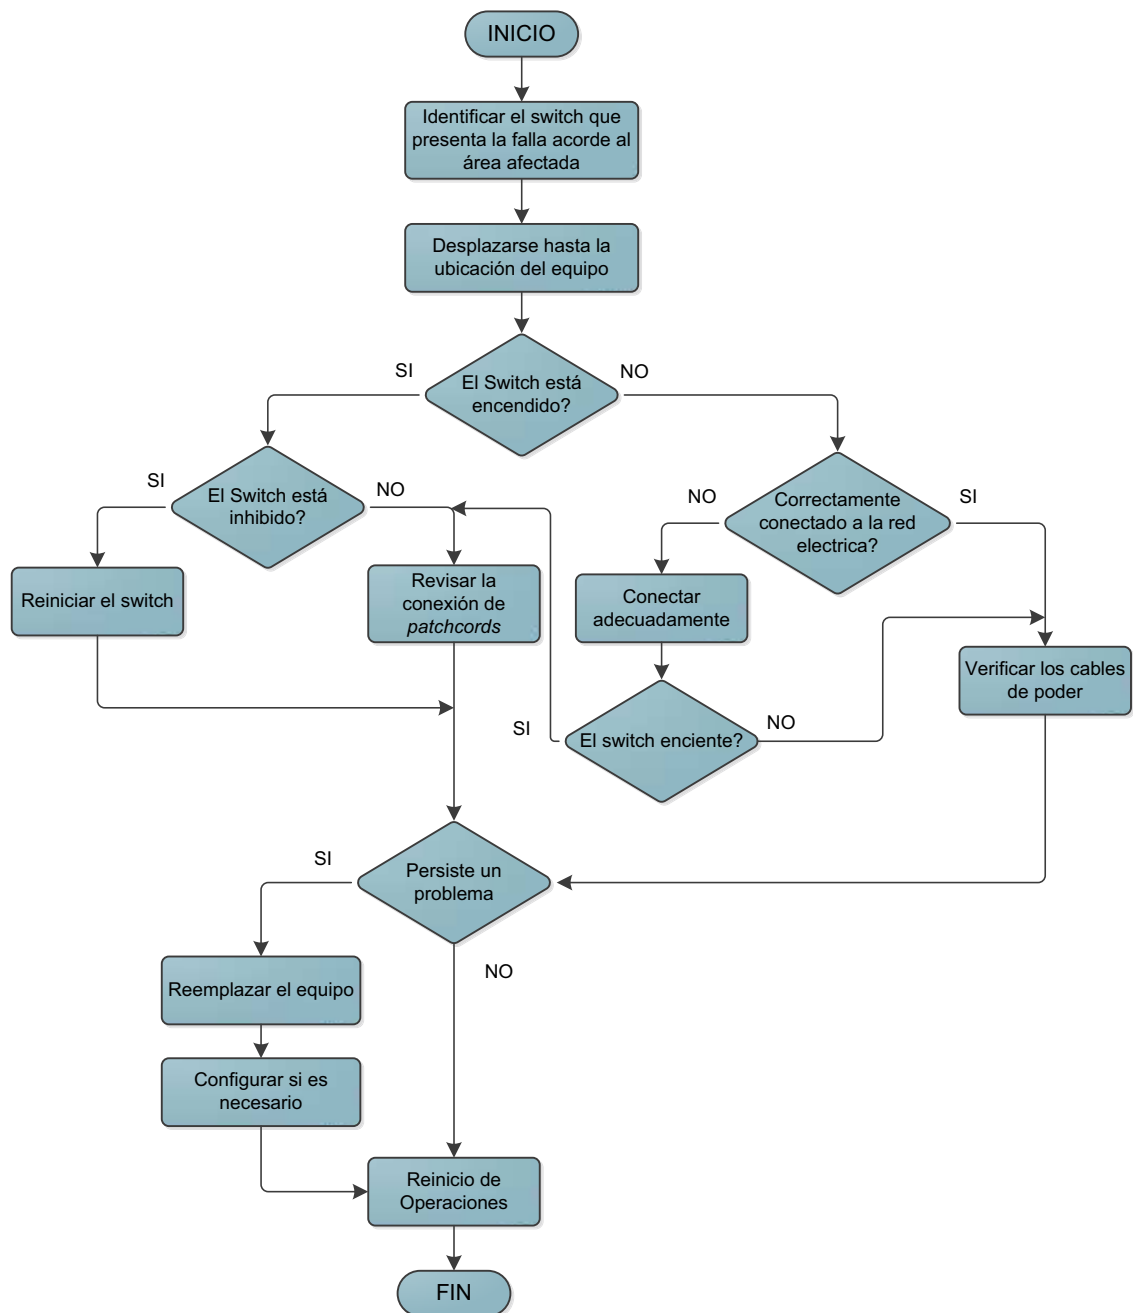 INICIO
Identificar el switch que
presenta la falla acorde al
área afectada
Desplazarse hasta la
ubicación del equipo
El Switch está
encendido?
SI
NO
El Switch está
inhibido?
SI
NO
Correctamente
conectado a la red
electrica?
NO
SI
Reiniciar el switch
Revisar la
conexión de
patchcords
Conectar
adecuadamente
Verificar los cables
de poder
El switch enciente?
SI
NO
Persiste un
problema
SI
NO
Reemplazar el equipo
Configurar si es
necesario
Reinicio de
Operaciones
FIN